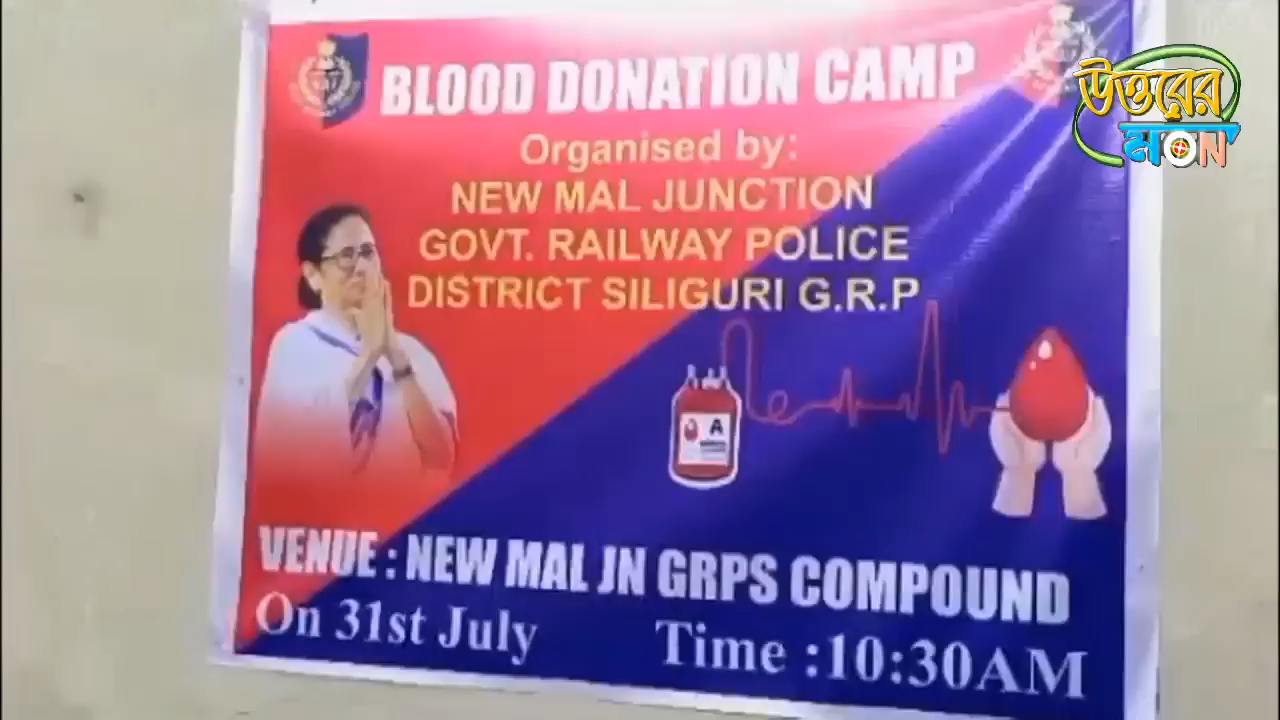 BLOOD DONATION CAMP
Organised by:
NEW MAL JUNCTION
GOVT. RAILWAY POLICE
DISTRICT SILIGURI G.R.P
A
VENUE : NEW MAL JN GRPS COMPOUND
On 31st July Time :10:30AM
উত্তরের
মON